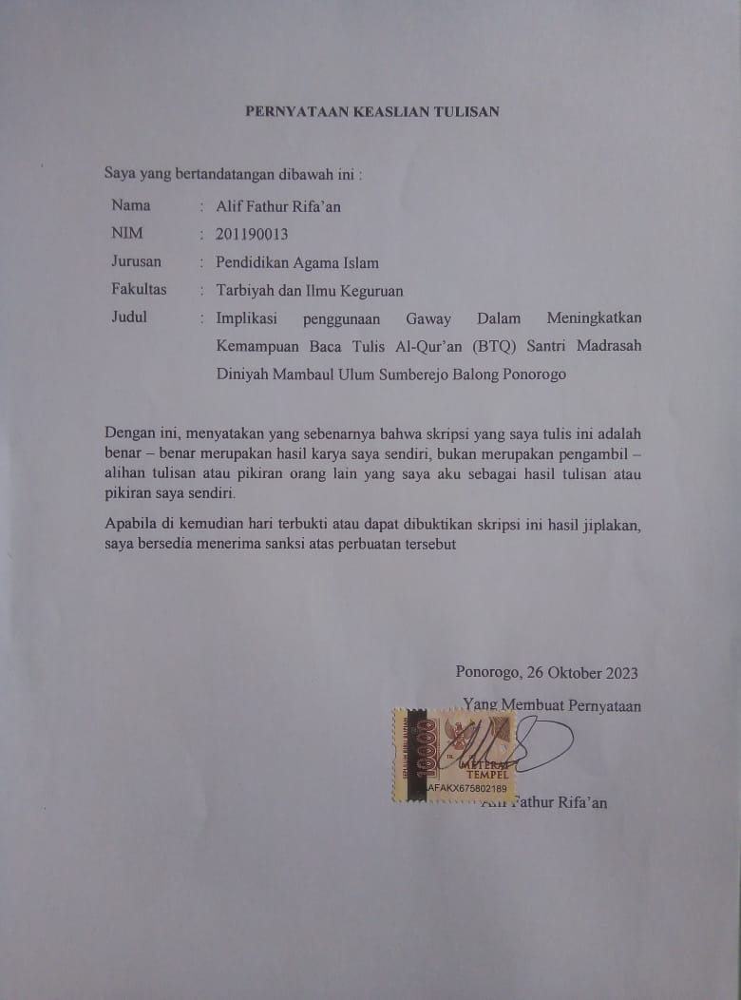 PERNYATAAN KEASLIAN TULISAN
Saya yang bertandatangan dibawah ini :
Nama : Alif Fathur Rifa'an
NIM : 201190013
Jurusan : Pendidikan Agama Islam
Fakultas : Tarbiyah dan Ilmu Keguruan
Judul : Implikasi penggunaan Gaway Dalam Meningkatkan
Kemampuan Baca Tulis Al-Qur'an (BTQ) Santri Madrasah
Diniyah Mambaul Ulum Sumberejo Balong Ponorogo
Dengan ini, menyatakan yang sebenarnya bahwa skripsi yang saya tulis ini adalah
benar – benar merupakan hasil karya saya sendiri, bukan merupakan pengambil –
alihan tulisan atau pikiran orang lain yang saya aku sebagai hasil tulisan atau
pikiran saya sendiri.
Apabila di kemudian hari terbukti atau dapat dibuktikan skripsi ini hasil jiplakan,
saya bersedia menerima sanksi atas perbuatan tersebut
Ponorogo, 26 Oktober 2023
Yang Membuat Pernyataan
SEPULUH RIBU RUPIAH
10000
METERAI
TEMPEL
AFAKX675802189
Alif Fathur Rifa'an